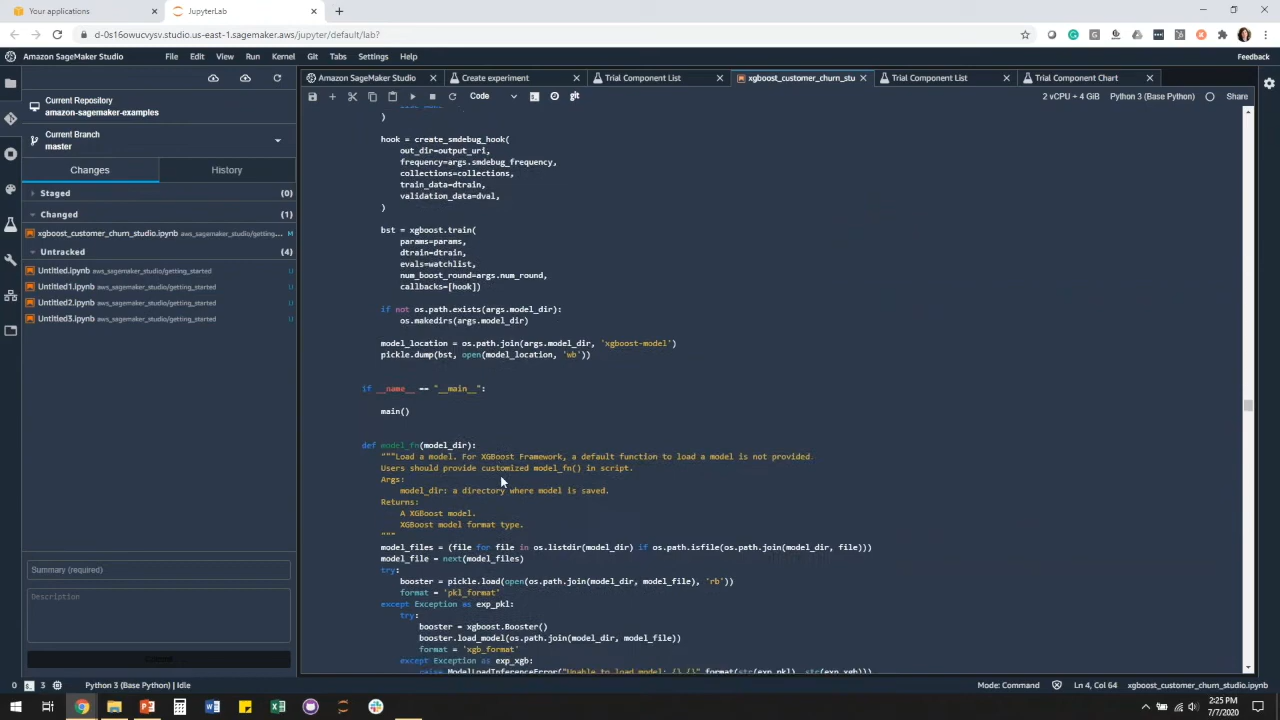 Your applications
JupyterLab
d-0s16owucvysv.studio.us-east-1.sagemaker.aws/jupyter/default/lab?
Amazon SageMaker Studio
File Edit View Run Kernel Git Tabs Settings Help
Feedback
Amazon SageMaker Studio
Create experiment
Trial Component List
xgboost_customer_churn_stu
Trial Component List
Trial Component Chart
Code
git
2 vCPU + 4 GiB
Python 3 (Base Python)
Share
Current Repository
amazon-sagemaker-examples
Current Branch
master
Changes
History
Staged (0)
Changed (1)
xgboost_customer_churn_studio.ipynb aws_sagemaker_studio/getting... M
Untracked (4)
Untitled.ipynb aws_sagemaker_studio/getting_started U
Untitled1.ipynb aws_sagemaker_studio/getting_started U
Untitled2.ipynb aws_sagemaker_studio/getting_started U
Untitled3.ipynb aws_sagemaker_studio/getting_started U
Summary (required)
Description
)
hook = create_smdebug_hook(
out_dir=output_uri,
frequency=args.smdebug_frequency,
collections=collections,
train_data=dtrain,
validation_data=dval,
)
bst = xgboost.train(
params=params,
dtrain=dtrain,
evals=watchlist,
num_boost_round=args.num_round,
callbacks=[hook])
if not os.path.exists(args.model_dir):
os.makedirs(args.model_dir)
model_location = os.path.join(args.model_dir, 'xgboost-model')
pickle.dump(bst, open(model_location, 'wb'))
if __name__ == "__main__":
main()
def model_fn(model_dir):
"""Load a model. For XGBoost Framework, a default function to load a model is not provided.
Users should provide customized model_fn() in script.
Args:
model_dir: a directory where model is saved.
Returns:
A XGBoost model.
XGBoost model format type.
"""
model_files = (file for file in os.listdir(model_dir) if os.path.isfile(os.path.join(model_dir, file)))
model_file = next(model_files)
try:
booster = pickle.load(open(os.path.join(model_dir, model_file), 'rb'))
format = 'pkl_format'
except Exception as exp_pkl:
try:
booster = xgboost.Booster()
booster.load_model(os.path.join(model_dir, model_file))
format = 'xgb_format'
except Exception as exp_xgb:
raise ModelLoadInferenceError("Unable to load model: {} {}".format(str(exp_pkl), str(exp_xgb)))
0
3
Python 3 (Base Python) | Idle
Mode: Command
Ln 4, Col 64
xgboost_customer_churn_studio.ipynb
2:25 PM
7/7/2020